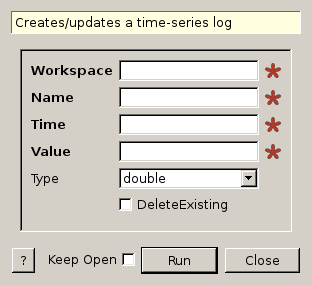 Creates/updates a time-series log
Workspace
Name
Time
Value
Type double
DeleteExisting
? Keep Open Run Close